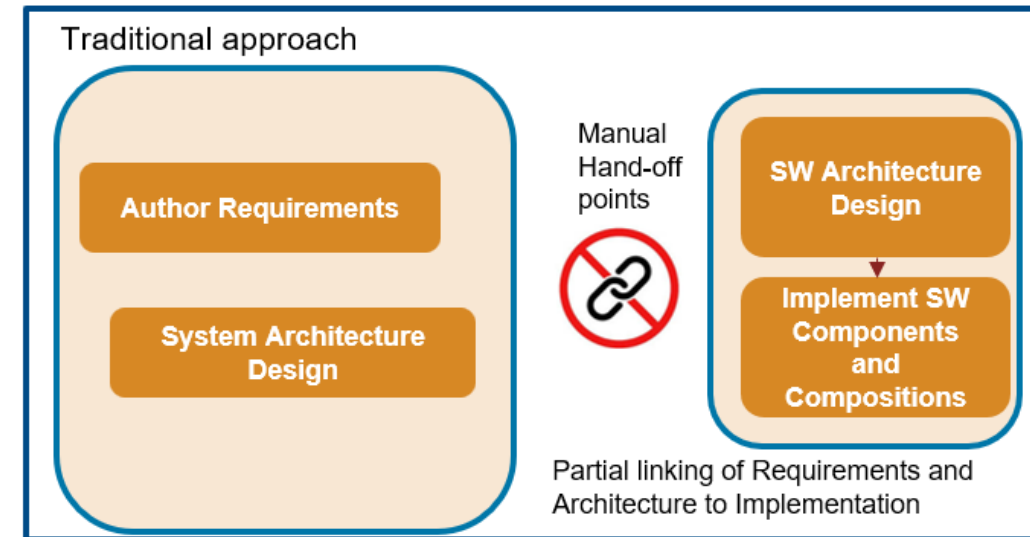 Traditional approach
Author Requirements
System Architecture
Design
Manual
Hand-off
points
SW Architecture
Design
Implement SW
Components
and
Compositions
Partial linking of Requirements and
Architecture to Implementation